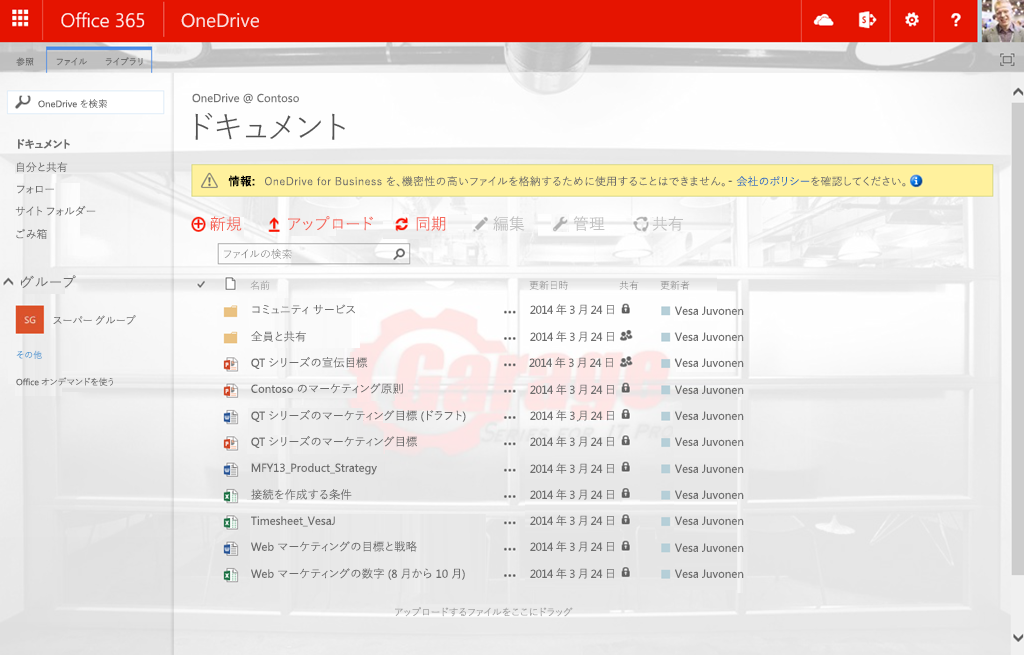 Office 365 OneDrive ?
参照 ファイル ライブラリ
OneDrive を検索
ドキュメント
自分と共有
フォロー
サイト フォルダー
ごみ箱
グループ
SG スーパー グループ
その他
Office オンデマンドを使う
OneDrive @ Contoso
ドキュメント
情報: OneDrive for Business を、機密性の高いファイルを格納するために使用することはできません。- 会社のポリシーを確認してください。
新規 アップロード 同期 編集 管理 共有
ファイルの検索
名前 更新日時 共有 更新者
コミュニティ サービス ... 2014 年 3 月 24 日 Vesa Juvonen
全員と共有 ... 2014 年 3 月 24 日 Vesa Juvonen
QT シリーズの宣伝目標 ... 2014 年 3 月 24 日 Vesa Juvonen
Contoso のマーケティング原則 ... 2014 年 3 月 24 日 Vesa Juvonen
QT シリーズのマーケティング目標 (ドラフト) ... 2014 年 3 月 24 日 Vesa Juvonen
QT シリーズのマーケティング目標 ... 2014 年 3 月 24 日 Vesa Juvonen
MFY13_Product_Strategy ... 2014 年 3 月 24 日 Vesa Juvonen
接続を作成する条件 ... 2014 年 3 月 24 日 Vesa Juvonen
Timesheet_VesaJ ... 2014 年 3 月 24 日 Vesa Juvonen
Web マーケティングの目標と戦略 ... 2014 年 3 月 24 日 Vesa Juvonen
Web マーケティングの数字 (8 月から 10 月) ... 2014 年 3 月 24 日 Vesa Juvonen
アップロードするファイルをここにドラッグ
Garage
SERIES FOR IT PRO